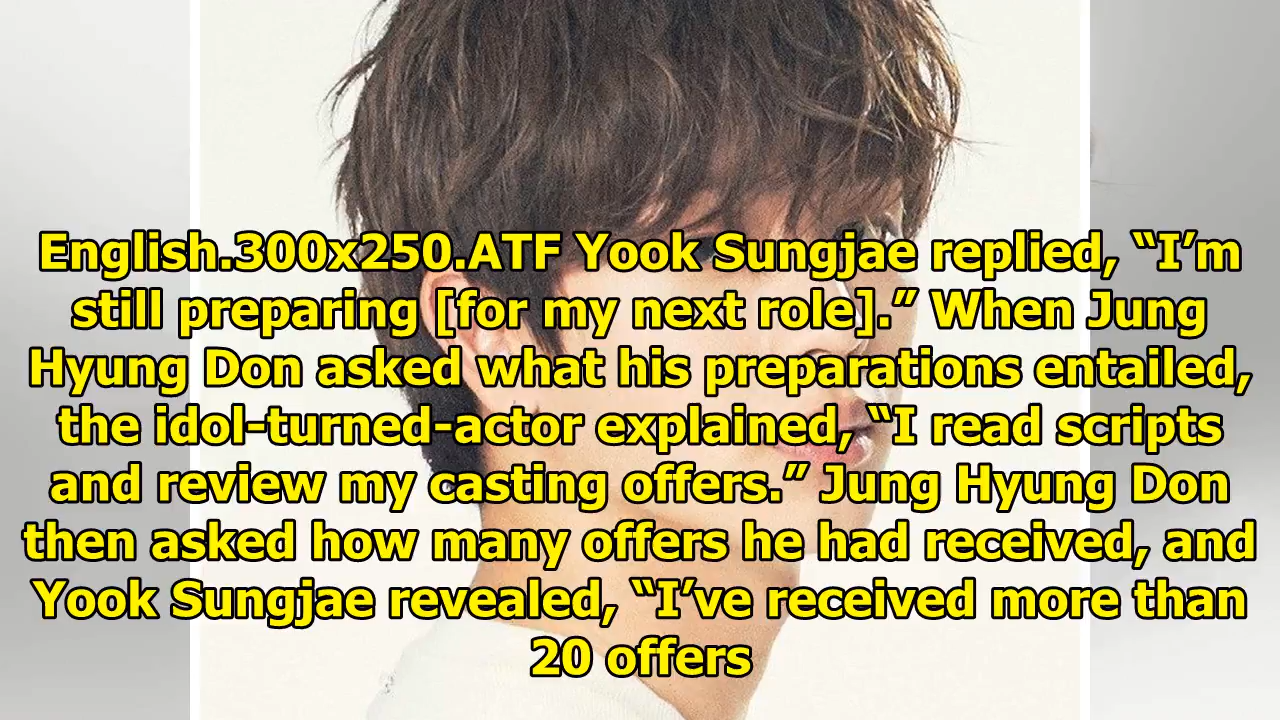 English.300x250.ATF Yook Sungjae replied, “I’m
still preparing [for my next role].” When Jung
Hyung Don asked what his preparations entailed,
the idol-turned-actor explained, “I read scripts
and review my casting offers.” Jung Hyung Don
then asked how many offers he had received, and
Yook Sungjae revealed, “I’ve received more than
20 offers